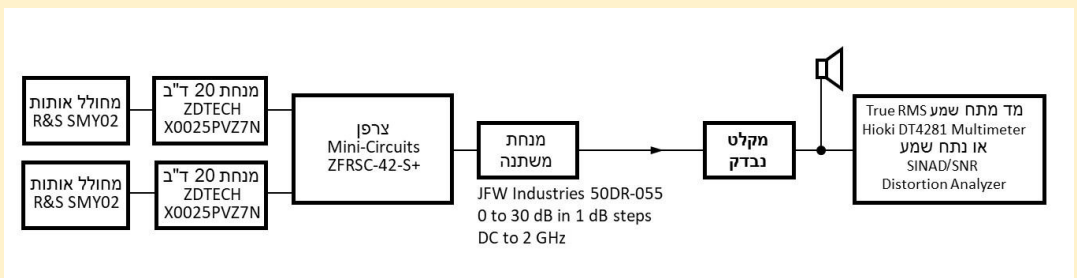 מחולל אותות
R&S SMY02
מנחת 20 ד"ב
ZDTECH
X0025PVZ7N
מחולל אותות
R&S SMY02
מנחת 20 ד"ב
ZDTECH
X0025PVZ7N
צרפן
Mini-Circuits
ZFRSC-42-S+
מנחת
משתנה
JFW Industries 50DR-055
0 to 30 dB in 1 dB steps
DC to 2 GHz
מקלט
נבדק
מד מתח שמע True RMS
Hioki DT4281 Multimeter
או נתח שמע
SINAD/SNR
Distortion Analyzer